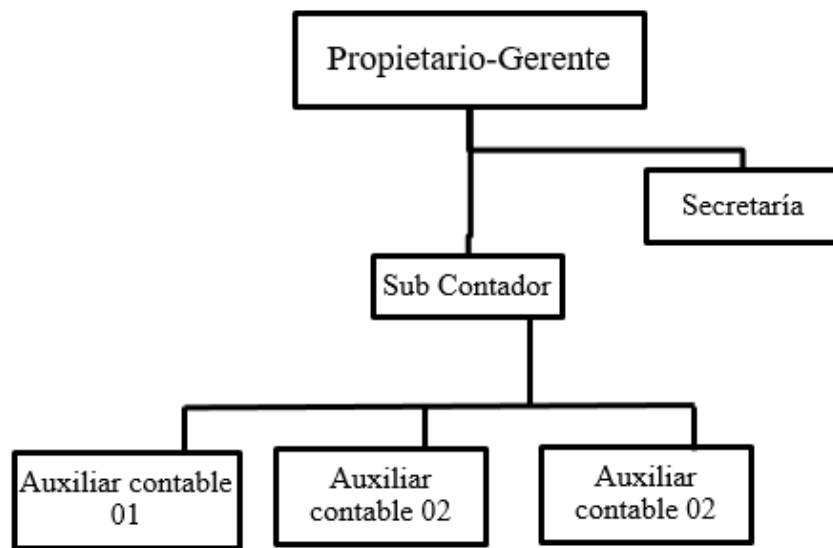 Propietario-Gerente
Secretaría
Sub Contador
Auxiliar contable
01
Auxiliar
contable 02
Auxiliar
contable 02